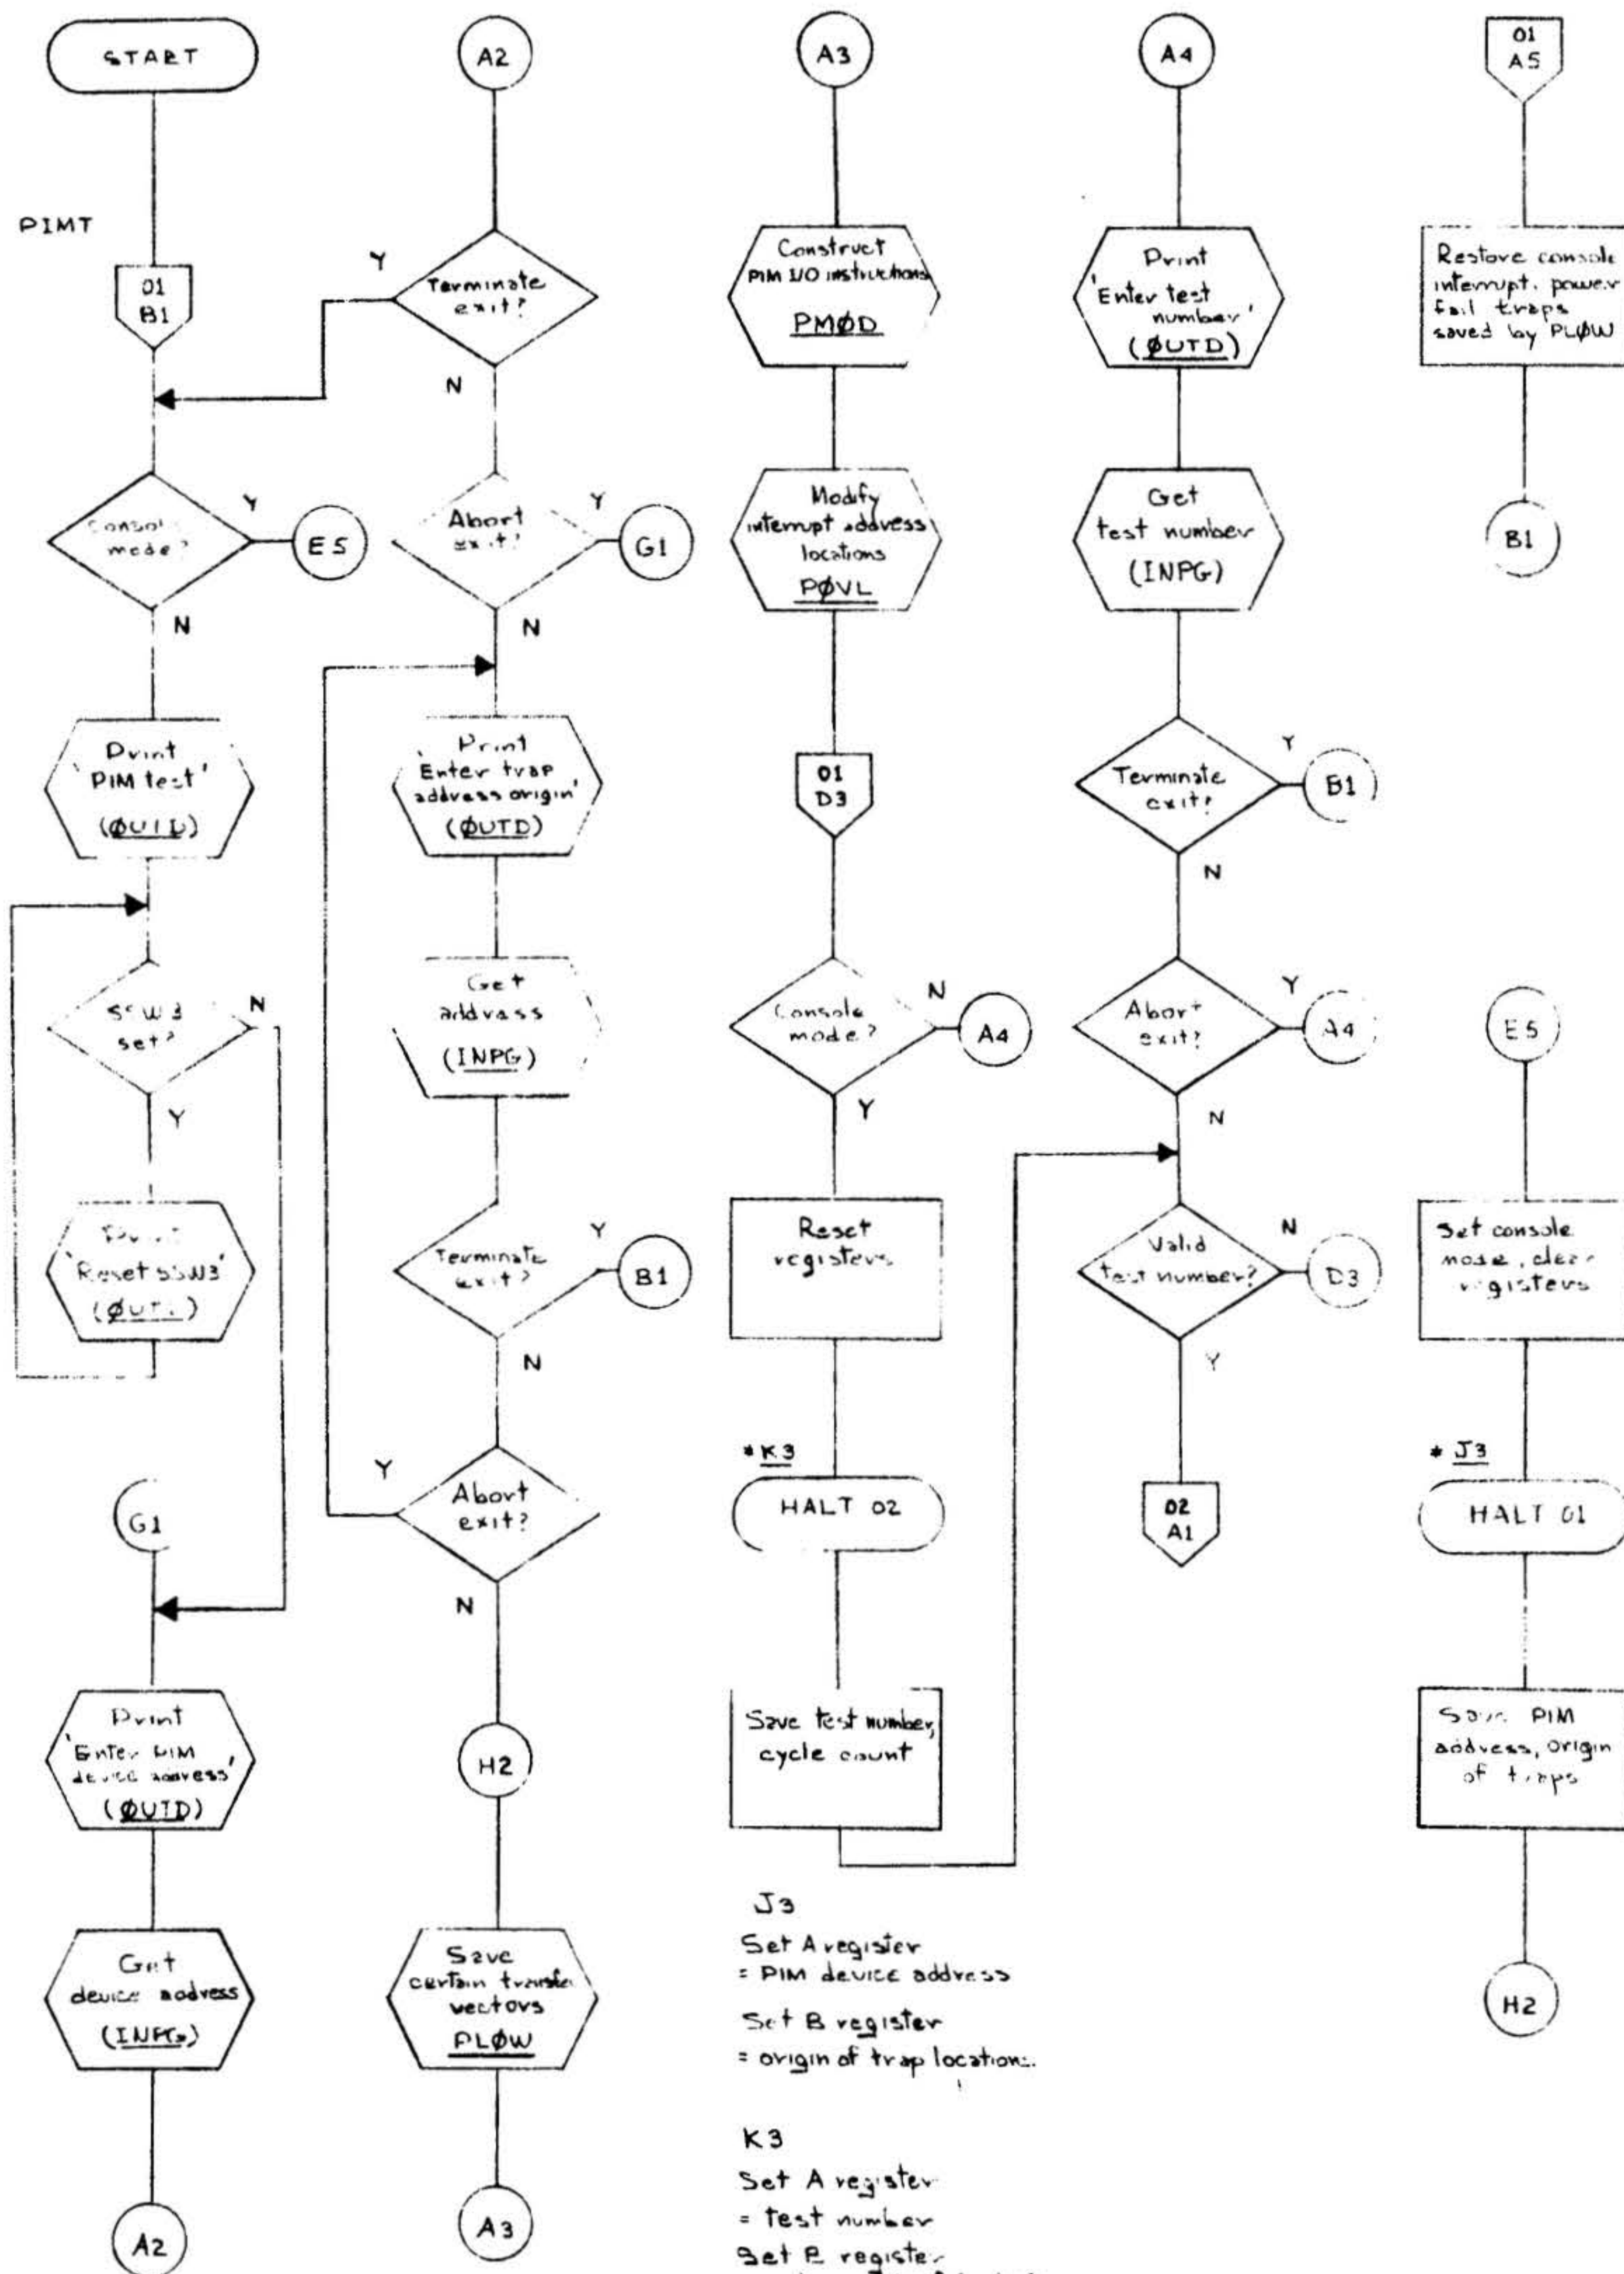 START
PIMT
01
B1
Console
mode?
Y
E5
N
Print
'PIM test'
(ØUTD)
SSW3
set?
N
Y
Print
'Reset SSW3'
G1
Print
'Enter PIM
device address'
(ØUTD)
Get
device address
(INPG)
A2
A2
Y
Terminate
exit?
N
Abort
exit?
Y
G1
N
Print
'Enter trap
address origin'
(ØUTD)
Get
address
(INPG)
Terminate
exit?
Y
B1
N
Y
Abort
exit?
N
H2
Save
certain transfer
vectors
PLØW
A3
A3
Construct
PIM I/O instructions
PMØD
Modify
interrupt address
locations
PØVL
01
D3
Console
mode?
N
A4
Y
Reset
registers
* K3
HALT 02
Save test number,
cycle count
J3
Set A register
= PIM device address
Set B register
= origin of trap locations.
K3
Set A register
= test number
Set B register
A4
Print
'Enter test
number'
(ØUTD)
Get
test number
(INPG)
Terminate
exit?
Y
B1
N
Abort
exit?
Y
A4
N
Valid
test number?
N
D3
Y
02
A1
01
A5
Restore console
interrupt, power
fail traps
saved by PLØW
B1
E5
Set console
mode, clear
registers
* J3
HALT 01
Save PIM
address, origin
of traps
H2